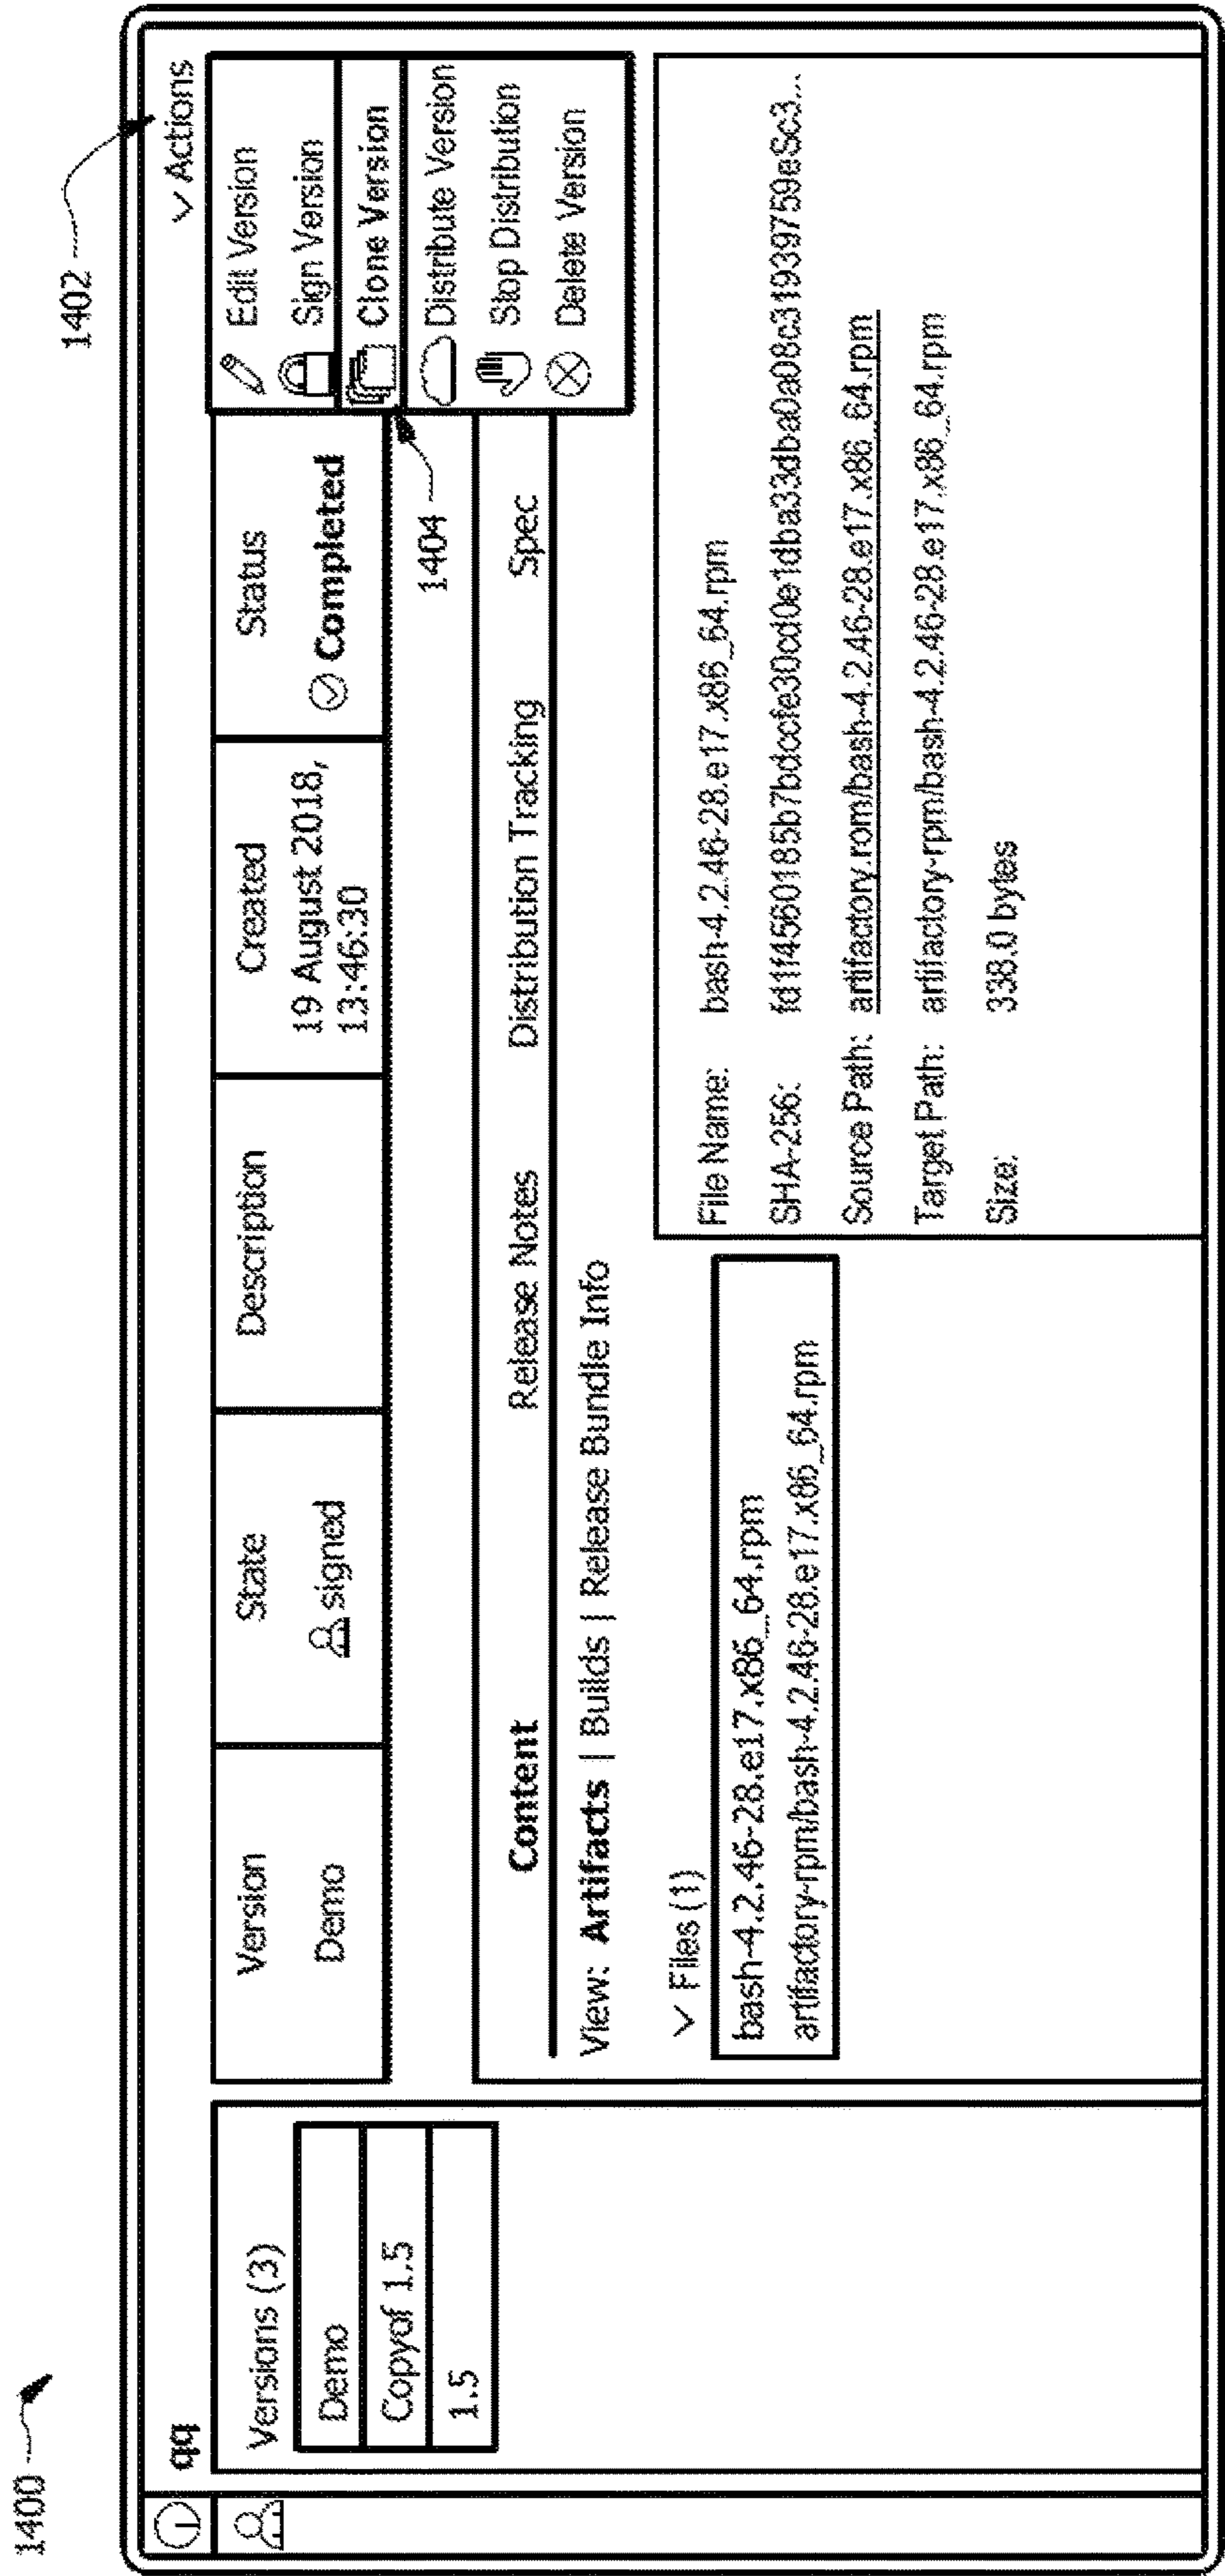 1400
1402
qq
Actions
Versions (3)
Demo
Copyof 1.5
1.5
Version
State
Description
Created
Status
Demo
signed
19 August 2018,
13:46:30
Completed
Edit Version
Sign Version
Clone Version
Distribute Version
Stop Distribution
Delete Version
1404
Content
Release Notes
Distribution Tracking
Spec
View: Artifacts | Builds | Release Bundle Info
Files (1)
bash-4.2.46-28.e17.x86_64.rpm
artifactory-rpm/bash-4.2.46-28.e17.x86_64.rpm
File Name: bash-4.2.46-28.e17.x86_64.rpm
SHA-256:
Source Path: artifactory.rom/bash-4.2.46-28.e17.x86_64.rpm
Target Path: artifactory-rpm/bash-4.2.46-28.e17.x86_64.rpm
Size: 338.0 bytes